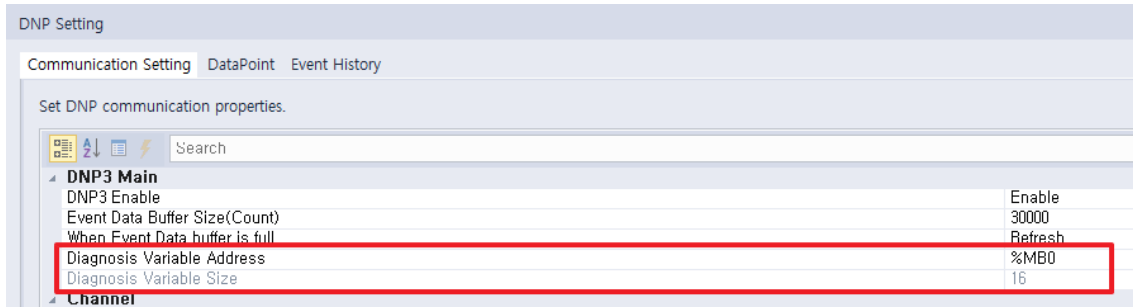 DNP Setting
Communication Setting DataPoint Event History
Set DNP communication properties.
Search
DNP3 Main
DNP3 Enable Enable
Event Data Buffer Size(Count) 30000
When Event Data buffer is full Refresh
Diagnosis Variable Address %MB0
Diagnosis Variable Size 16
Channel